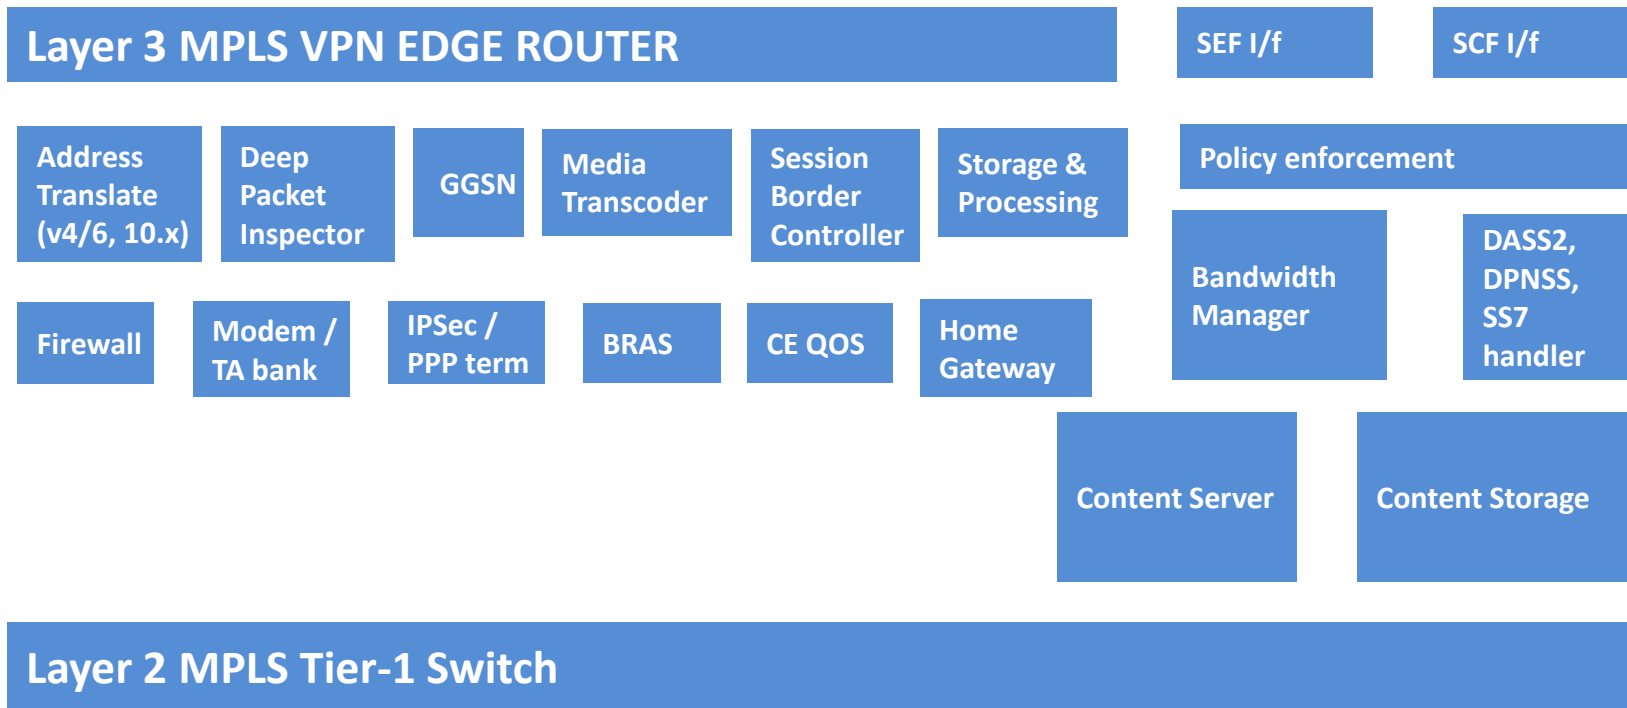 Layer 3 MPLS VPN EDGE ROUTER
SEF I/f
SCF I/f
Address
Translate
(v4/6, 10.x)
Deep
Packet
Inspector
GGSN
Media
Transcoder
Session
Border
Controller
Storage &
Processing
Policy enforcement
Firewall
Modem /
TA bank
IPSec /
PPP term
BRAS
CE QOS
Home
Gateway
Bandwidth
Manager
DASS2,
DPNSS,
SS7
handler
Content Server
Content Storage
Layer 2 MPLS Tier-1 Switch